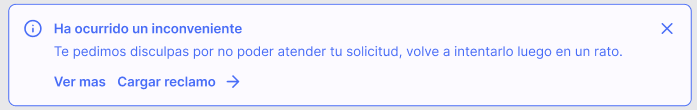 Ha ocurrido un inconveniente
Te pedimos disculpas por no poder atender tu solicitud, volve a intentarlo luego en un rato.
Ver mas Cargar reclamo